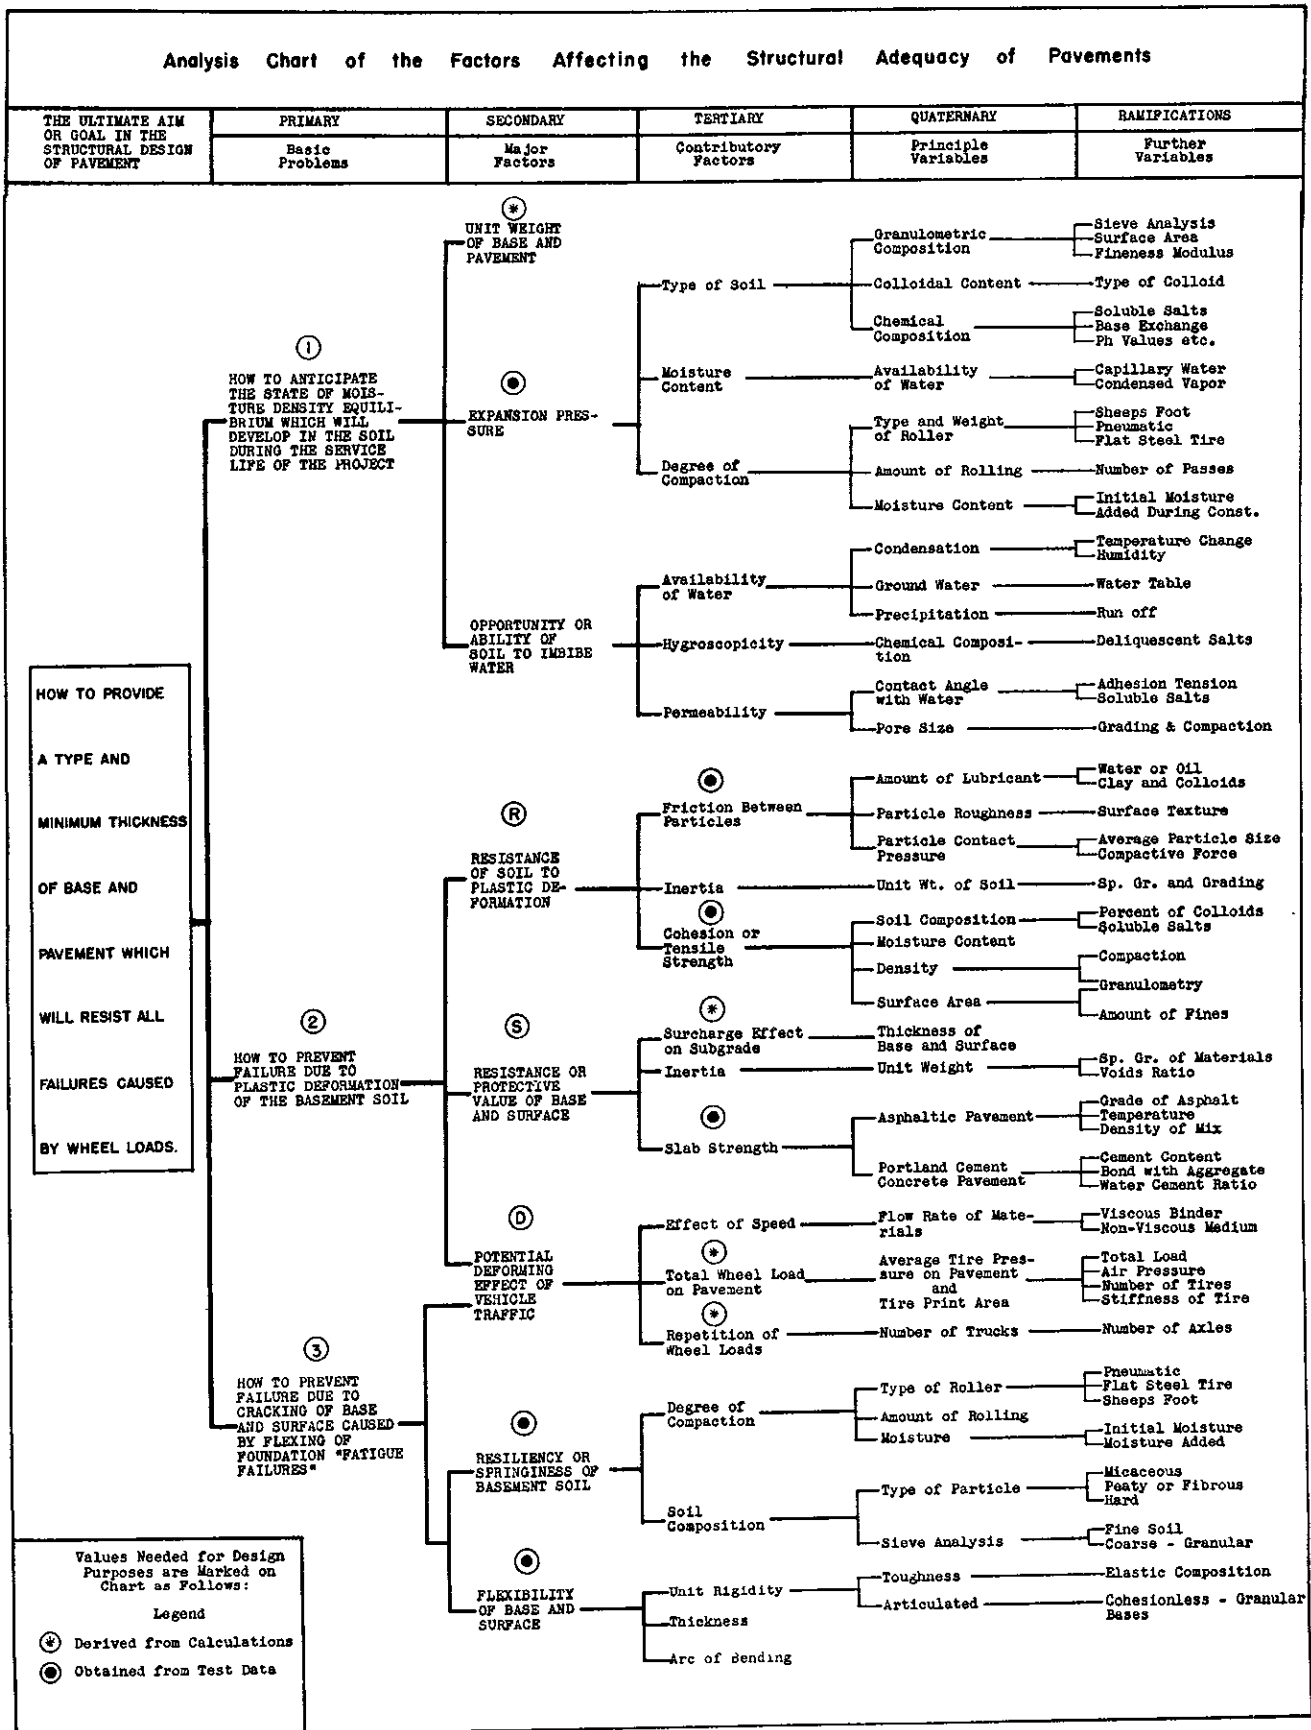 Analysis Chart of the Factors Affecting the Structural Adequacy of Pavements
THE ULTIMATE AIM
OR GOAL IN THE
STRUCTURAL DESIGN
OF PAVEMENT
PRIMARY
Basic
Problems
SECONDARY
Major
Factors
TERTIARY
Contributory
Factors
QUATERNARY
Principle
Variables
RAMIFICATIONS
Further
Variables
HOW TO PROVIDE
A TYPE AND
MINIMUM THICKNESS
OF BASE AND
PAVEMENT WHICH
WILL RESIST ALL
FAILURES CAUSED
BY WHEEL LOADS.
1
HOW TO ANTICIPATE
THE STATE OF MOIS-
TURE DENSITY EQUILI-
BRIUM WHICH WILL
DEVELOP IN THE SOIL
DURING THE SERVICE
LIFE OF THE PROJECT
2
HOW TO PREVENT
FAILURE DUE TO
PLASTIC DEFORMATION
OF THE BASEMENT SOIL
3
HOW TO PREVENT
FAILURE DUE TO
CRACKING OF BASE
AND SURFACE CAUSED
BY FLEXING OF
FOUNDATION "FATIGUE
FAILURES"
*
UNIT WEIGHT
OF BASE AND
PAVEMENT
EXPANSION PRES-
SURE
OPPORTUNITY OR
ABILITY OF
SOIL TO IMBIBE
WATER
R
RESISTANCE
OF SOIL TO
PLASTIC DE-
FORMATION
S
RESISTANCE OR
PROTECTIVE
VALUE OF BASE
AND SURFACE
D
POTENTIAL
DEFORMING
EFFECT OF
VEHICLE
TRAFFIC
RESILIENCY OR
SPRINGINESS OF
BASEMENT SOIL
FLEXIBILITY
OF BASE AND
SURFACE
Type of Soil
Moisture
Content
Degree of
Compaction
Availability
of Water
Hygroscopicity
Permeability
Friction Between
Particles
Inertia
Cohesion or
Tensile
Strength
*
Surcharge Effect
on Subgrade
Inertia
Slab Strength
Effect of Speed
*
Total Wheel Load
on Pavement
*
Repetition of
Wheel Loads
Degree of
Compaction
Soil
Composition
Unit Rigidity
Thickness
Arc of Bending
Granulometric
Composition
Colloidal Content
Chemical
Composition
Availability
of Water
Type and Weight
of Roller
Amount of Rolling
Moisture Content
Condensation
Ground Water
Precipitation
Chemical Composi-
tion
Contact Angle
with Water
Pore Size
Amount of Lubricant
Particle Roughness
Particle Contact
Pressure
Unit Wt. of Soil
Soil Composition
Moisture Content
Density
Surface Area
Thickness of
Base and Surface
Unit Weight
Asphaltic Pavement
Portland Cement
Concrete Pavement
Flow Rate of Mate-
rials
Average Tire Pres-
sure on Pavement
and
Tire Print Area
Number of Trucks
Type of Roller
Amount of Rolling
Moisture
Type of Particle
Sieve Analysis
Toughness
Articulated
Sieve Analysis
Surface Area
Fineness Modulus
Type of Colloid
Soluble Salts
Base Exchange
Ph Values etc.
Capillary Water
Condensed Vapor
Sheeps Foot
Pneumatic
Flat Steel Tire
Number of Passes
Initial Moisture
Added During Const.
Temperature Change
Humidity
Water Table
Run off
Deliquescent Salts
Adhesion Tension
Soluble Salts
Grading & Compaction
Water or Oil
Clay and Colloids
Surface Texture
Average Particle Size
Compactive Force
Sp. Gr. and Grading
Percent of Colloids
Soluble Salts
Compaction
Granulometry
Amount of Fines
Sp. Gr. of Materials
Voids Ratio
Grade of Asphalt
Temperature
Density of Mix
Cement Content
Bond with Aggregate
Water Cement Ratio
Viscous Binder
Non-Viscous Medium
Total Load
Air Pressure
Number of Tires
Stiffness of Tire
Number of Axles
Pneumatic
Flat Steel Tire
Sheeps Foot
Initial Moisture
Moisture Added
Micaceous
Peaty or Fibrous
Hard
Fine Soil
Coarse - Granular
Elastic Composition
Cohesionless - Granular
Bases
Values Needed for Design
Purposes are Marked on
Chart as Follows:
Legend
* Derived from Calculations
Obtained from Test Data